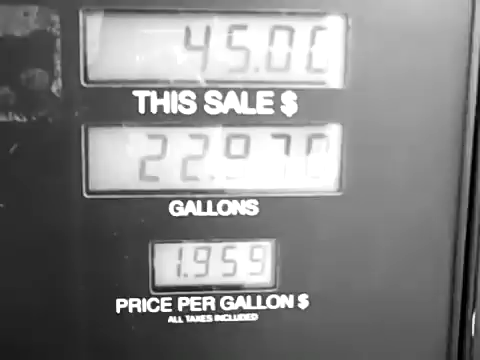 45.00
THIS SALE $
22.970
GALLONS
1.959
PRICE PER GALLON $
ALL TAXES INCLUDED